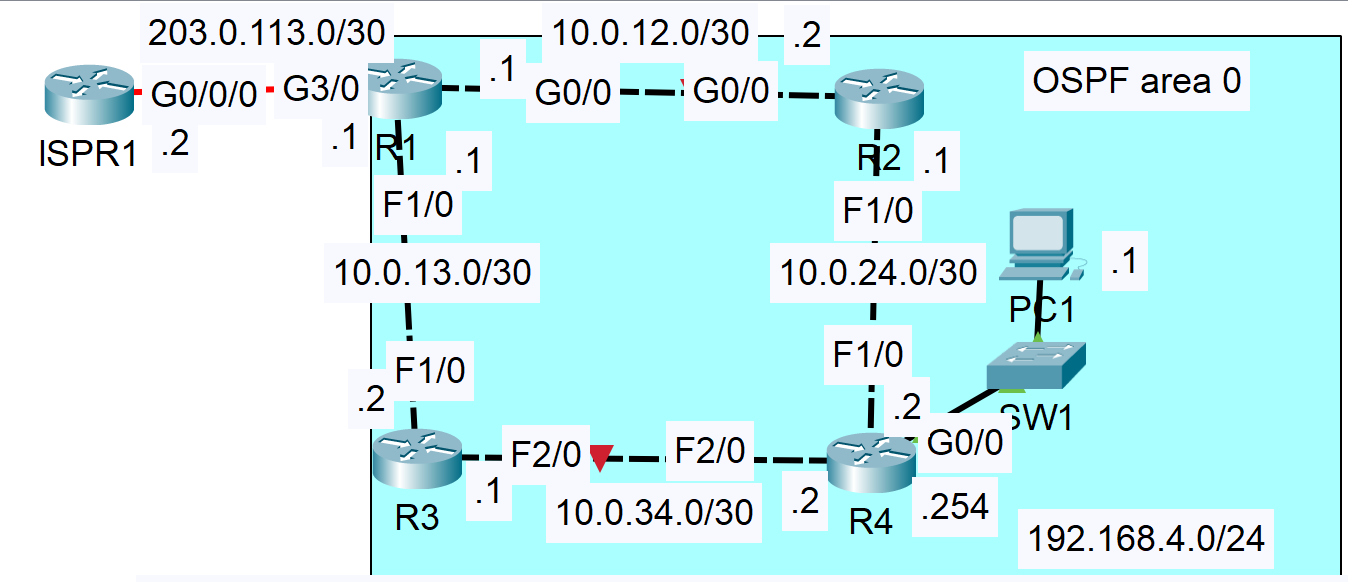 203.0.113.0/30
10.0.12.0/30
.2
.1
OSPF area 0
G0/0/0
G3/0
G0/0
G0/0
ISPR1
.2
.1
R1
.1
R2
.1
F1/0
F1/0
10.0.13.0/30
10.0.24.0/30
.1
PC1
F1/0
F1/0
.2
.2
SW1
G0/0
F2/0
F2/0
.1
.2
.254
R3
10.0.34.0/30
R4
192.168.4.0/24